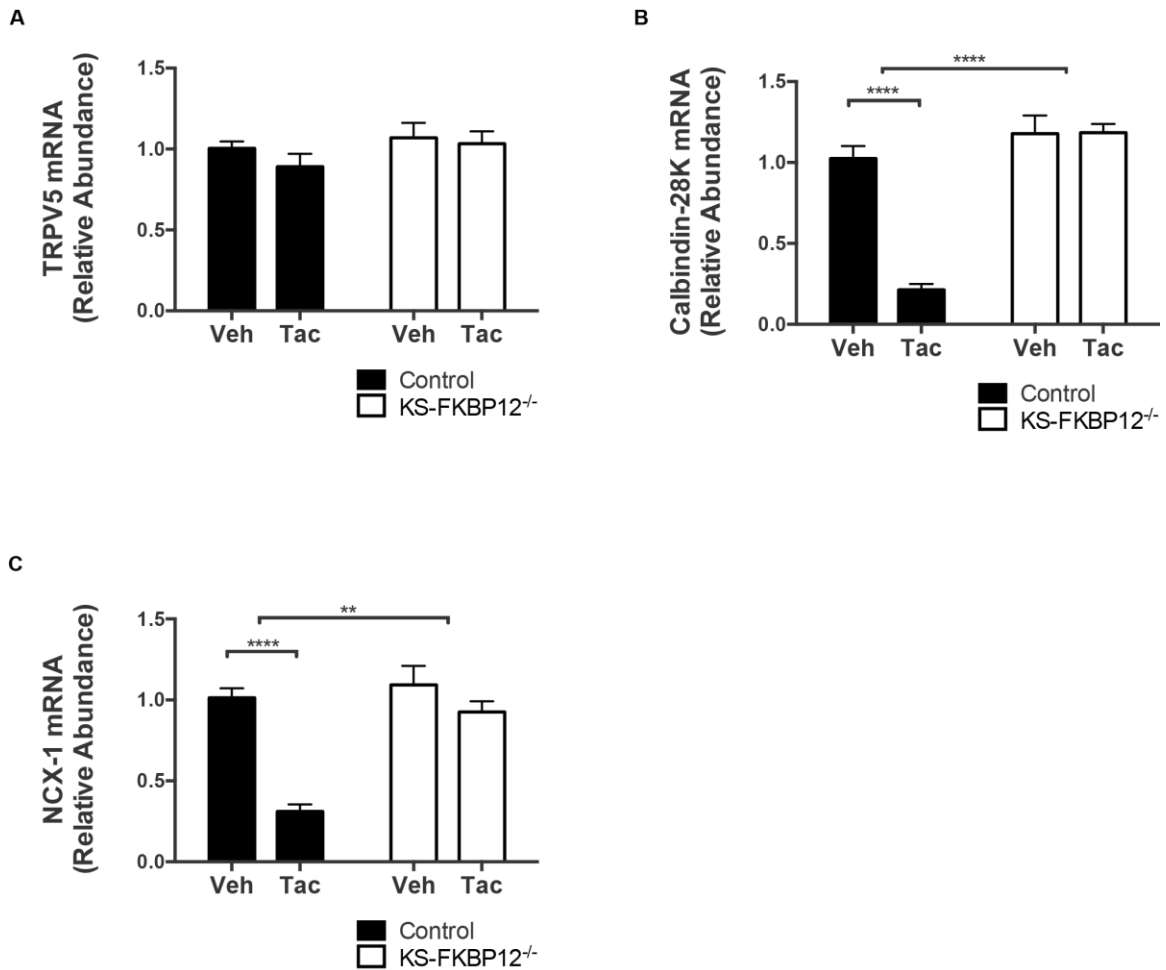 A
TRPV5 mRNA
(Relative Abundance)
1.5
1.0
0.5
0.0
Veh Tac Veh Tac
Control
KS-FKBP12-/-
B
Calbindin-28K mRNA
(Relative Abundance)
1.5
1.0
0.5
0.0
****
****
Veh Tac Veh Tac
Control
KS-FKBP12-/-
C
NCX-1 mRNA
(Relative Abundance)
1.5
1.0
0.5
0.0
**
****
Veh Tac Veh Tac
Control
KS-FKBP12-/-